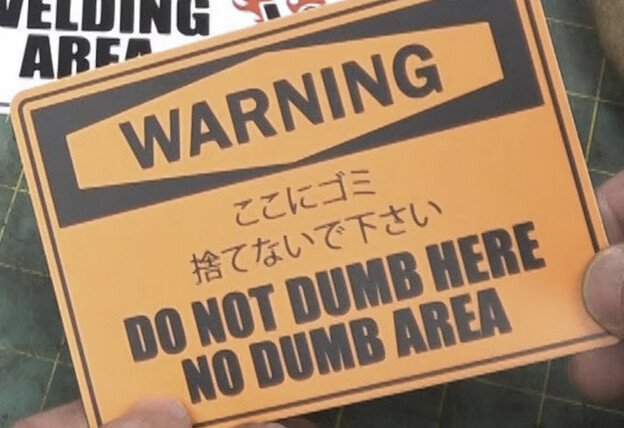 WELDING
AREA
WARNING
ここにゴミ
捨てないで下さい
DO NOT DUMB HERE
NO DUMB AREA